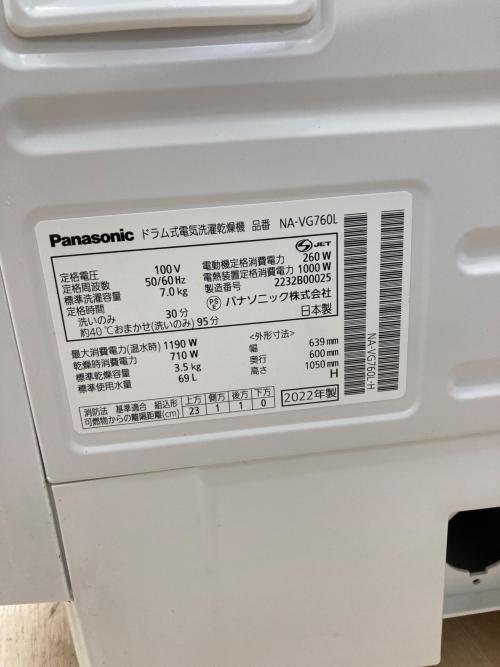 Panasonic ドラム式電気洗濯乾燥機 品番 NA-VG760L
定格電圧 100 V
定格周波数 50/60 Hz
標準洗濯容量 7.0 kg
定格時間
洗いのみ 30 分
約40℃おまかせ(洗いのみ) 95分
S JET
電動機定格消費電力 260 W
電熱装置定格消費電力 1000 W
製造番号 2232B00025
PSE パナソニック株式会社
日本製
最大消費電力(温水時) 1190 W
乾燥時消費電力 710 W
標準乾燥容量 3.5 kg
標準使用水量 69 L
<外形寸法>
幅 639 mm
奥行 600 mm
高さ 1050 mm
H
消防法 基準適合 組込形 上方 側方 後方 下方
可燃物からの離隔距離(cm) 23 1 1 0
2022年製
NA-VG760L-H